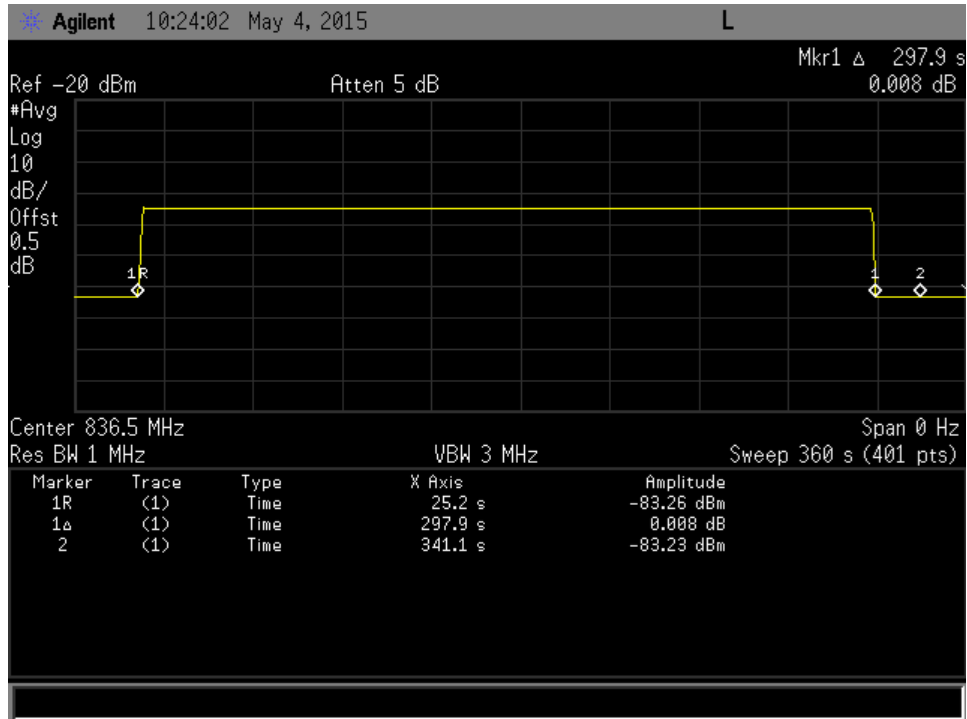 Agilent 10:24:02 May 4, 2015 L
Mkr1 Δ 297.9 s
Ref -20 dBm Atten 5 dB 0.008 dB
#Avg
Log
10
dB/
Offst
0.5
dB
1R 1 2
Center 836.5 MHz Span 0 Hz
Res BW 1 MHz VBW 3 MHz Sweep 360 s (401 pts)
Marker Trace Type X Axis Amplitude
1R (1) Time 25.2 s -83.26 dBm
1Δ (1) Time 297.9 s 0.008 dB
2 (1) Time 341.1 s -83.23 dBm